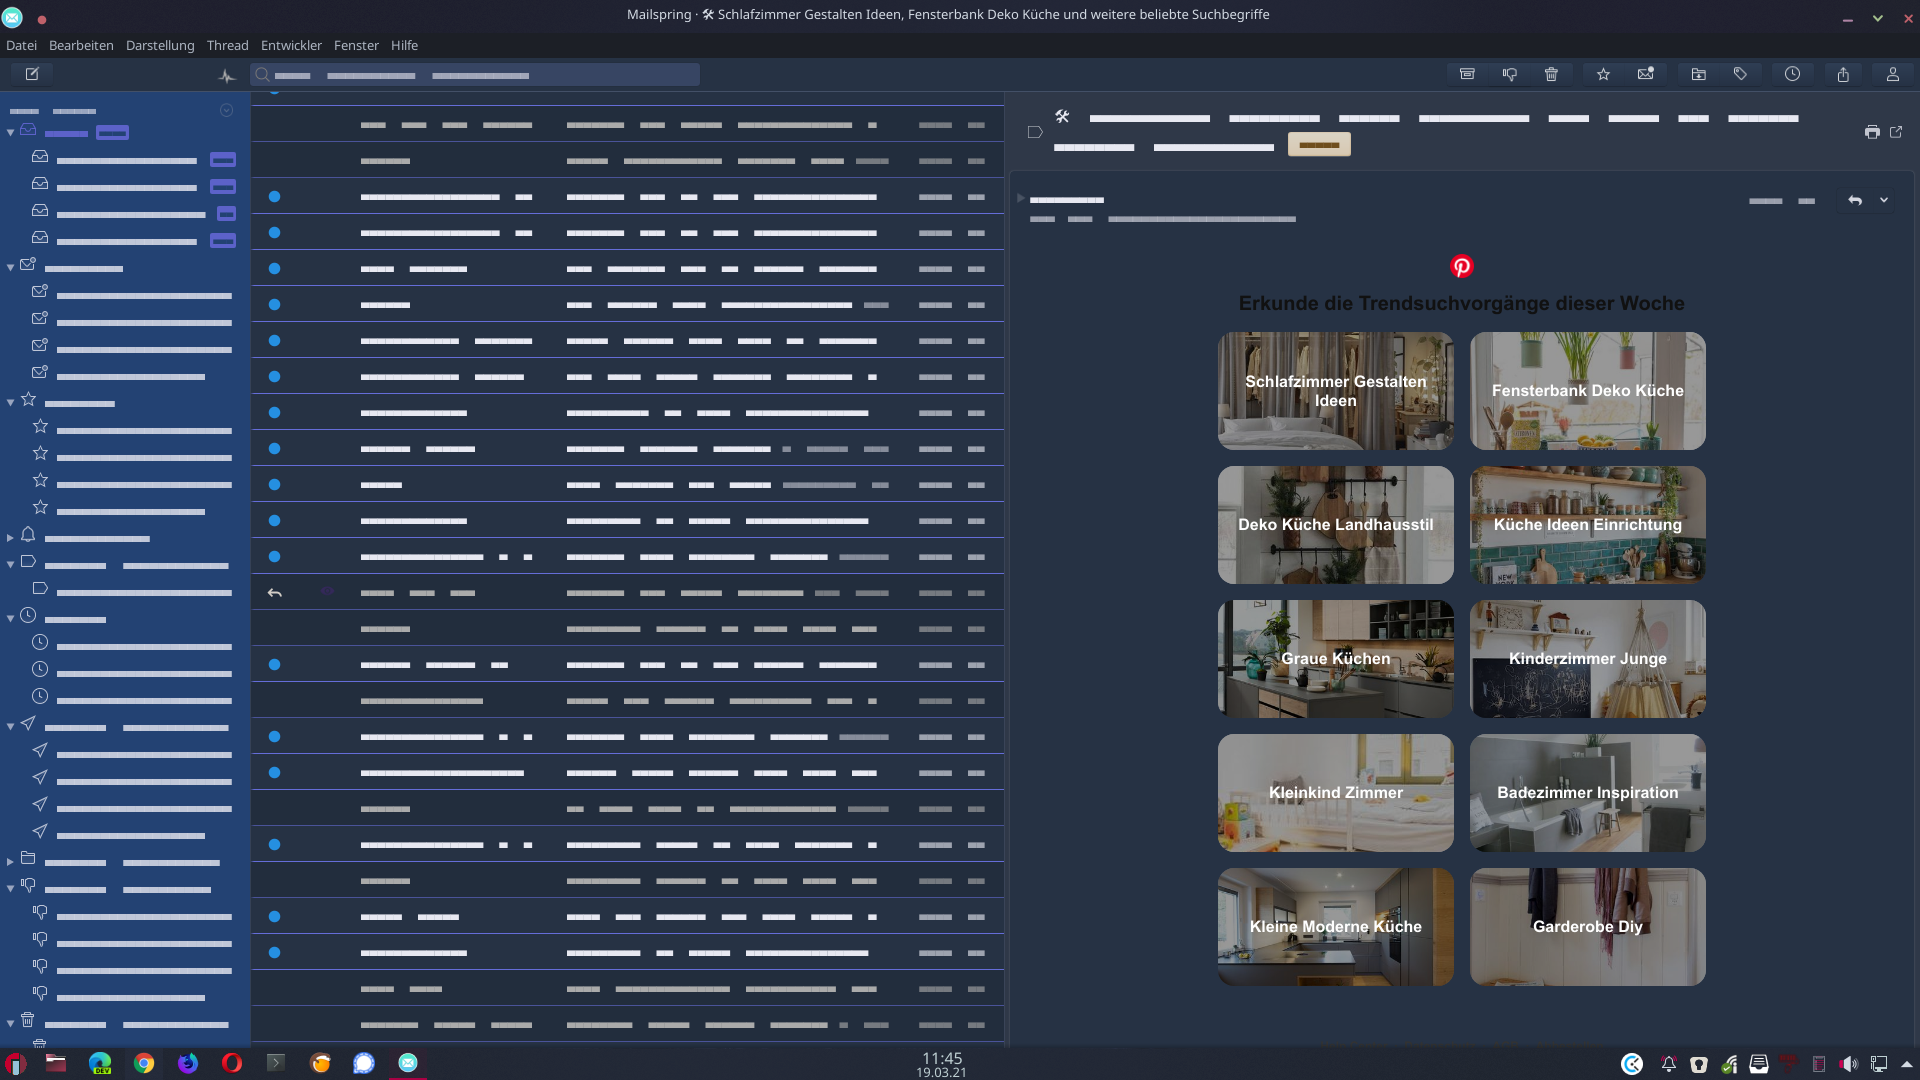 Mailspring · 🛠 Schlafzimmer Gestalten Ideen, Fensterbank Deko Küche und weitere beliebte Suchbegriffe
Datei Bearbeiten Darstellung Thread Entwickler Fenster Hilfe
Erkunde die Trendsuchvorgänge dieser Woche
Schlafzimmer Gestalten
Ideen
Fensterbank Deko Küche
Deko Küche Landhausstil
Küche Ideen Einrichtung
NEW
Graue Küchen
Kinderzimmer Junge
Kleinkind Zimmer
Badezimmer Inspiration
Kleine Moderne Küche
Garderobe Diy
DEV
11:45
19.03.21